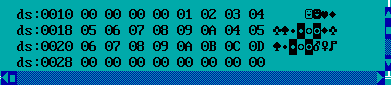 ds:0010 00 00 00 00 01 02 03 04     ☺☻♥♦
ds:0018 05 06 07 08 09 0A 04 05 ♣♠•◘○◙♦♣
ds:0020 06 07 08 09 0A 0B 0C 0D ♠•◘○◙♂♀♪
ds:0028 00 00 00 00 00 00 00 00